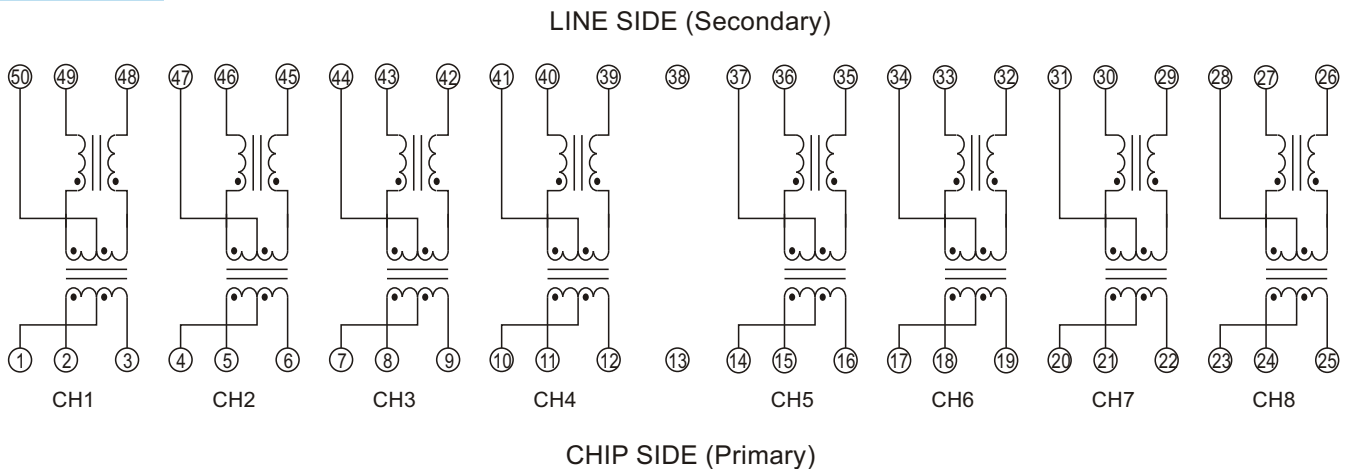 LINE SIDE (Secondary)
50 49 48 47 46 45 44 43 42 41 40 39 38 37 36 35 34 33 32 31 30 29 28 27 26
1 2 3 4 5 6 7 8 9 10 11 12 13 14 15 16 17 18 19 20 21 22 23 24 25
CH1 CH2 CH3 CH4 CH5 CH6 CH7 CH8
CHIP SIDE (Primary)